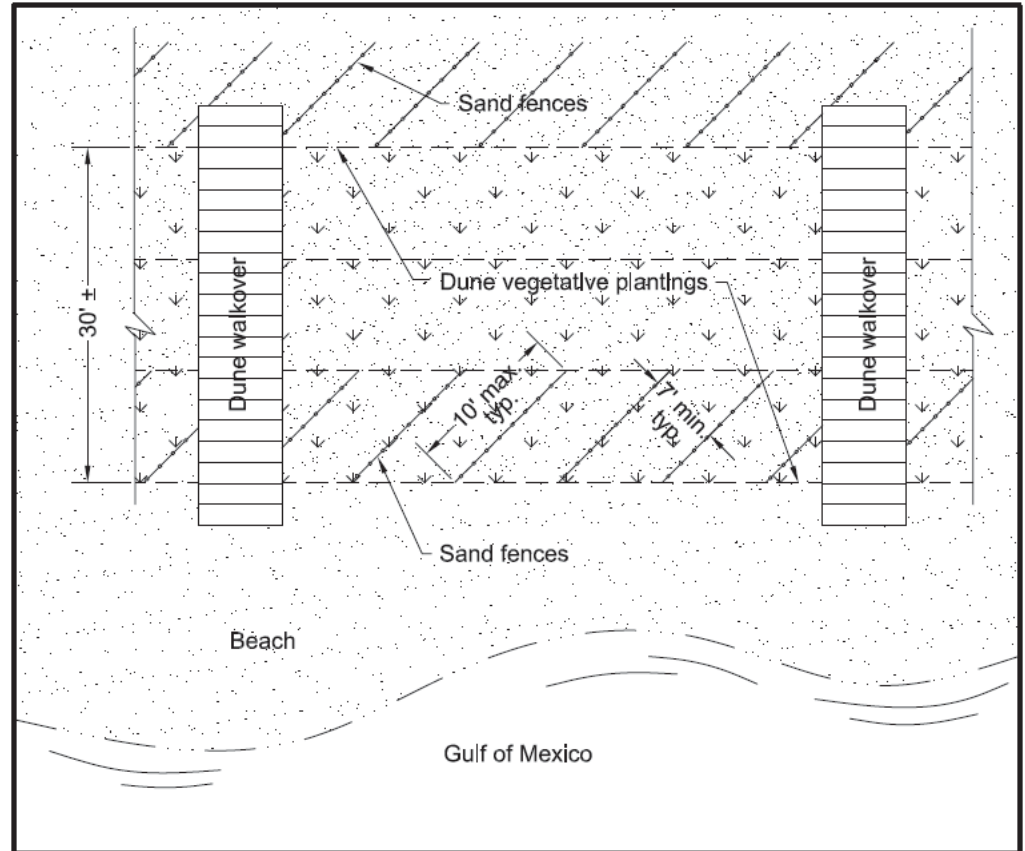 Sand fences
Dune vegetative plantings
30' ±
Dune walkover
10' max
typ.
7' min
typ.
Dune walkover
Sand fences
Beach
Gulf of Mexico